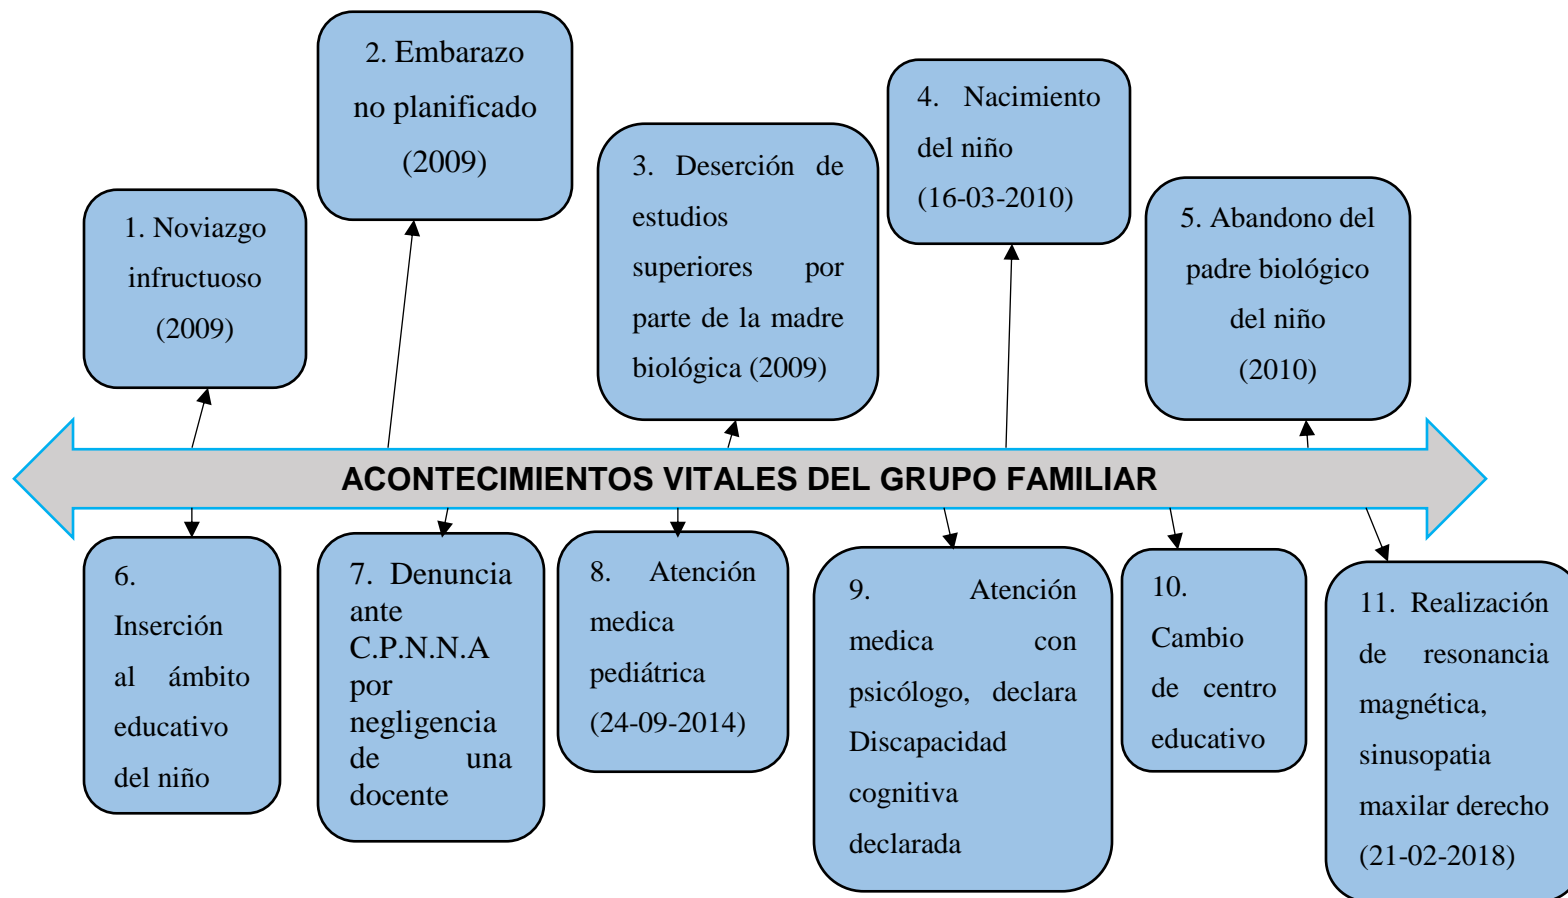 1. Noviazgo
infructuoso
(2009)
2. Embarazo
no planificado
(2009)
3. Deserción de
estudios
superiores por
parte de la madre
biológica (2009)
4. Nacimiento
del niño
(16-03-2010)
5. Abandono del
padre biológico
del niño
(2010)
ACONTECIMIENTOS VITALES DEL GRUPO FAMILIAR
6.
Inserción
al ámbito
educativo
del niño
7. Denuncia
ante
C.P.N.N.A
por
negligencia
de una
docente
8. Atención
medica
pediátrica
(24-09-2014)
9. Atención
medica con
psicólogo, declara
Discapacidad
cognitiva
declarada
10.
Cambio
de centro
educativo
11. Realización
de resonancia
magnética,
sinusopatia
maxilar derecho
(21-02-2018)